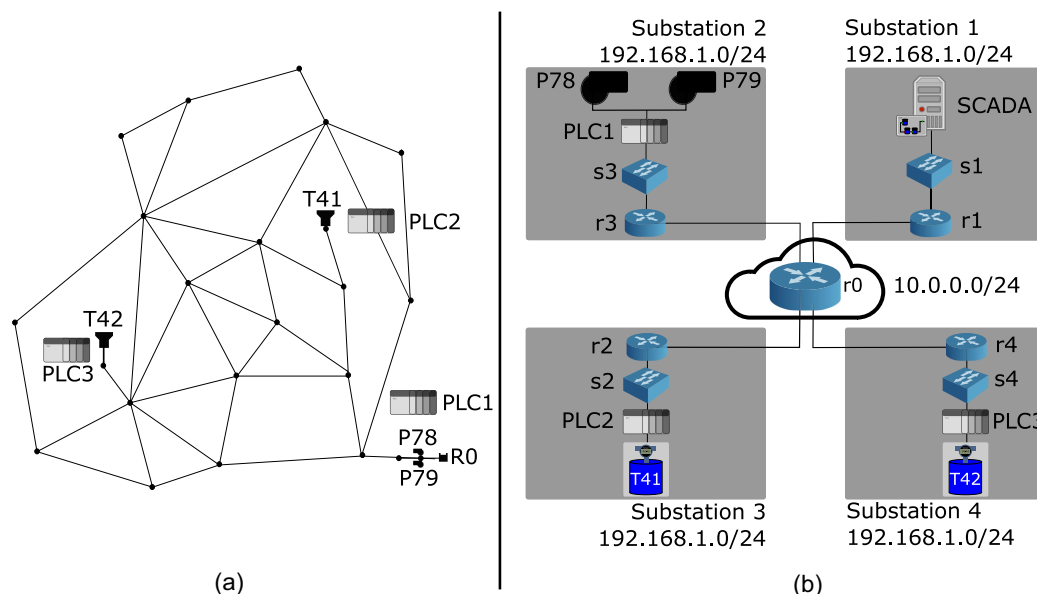 T41
PLC2
T42
PLC3
PLC1
P78
R0
P79
(a)
Substation 2
192.168.1.0/24
Substation 1
192.168.1.0/24
P78
P79
SCADA
PLC1
s3
s1
r3
r1
r0
10.0.0.0/24
r2
r4
s2
s4
PLC2
PLC3
T41
T42
Substation 3
192.168.1.0/24
Substation 4
192.168.1.0/24
(b)